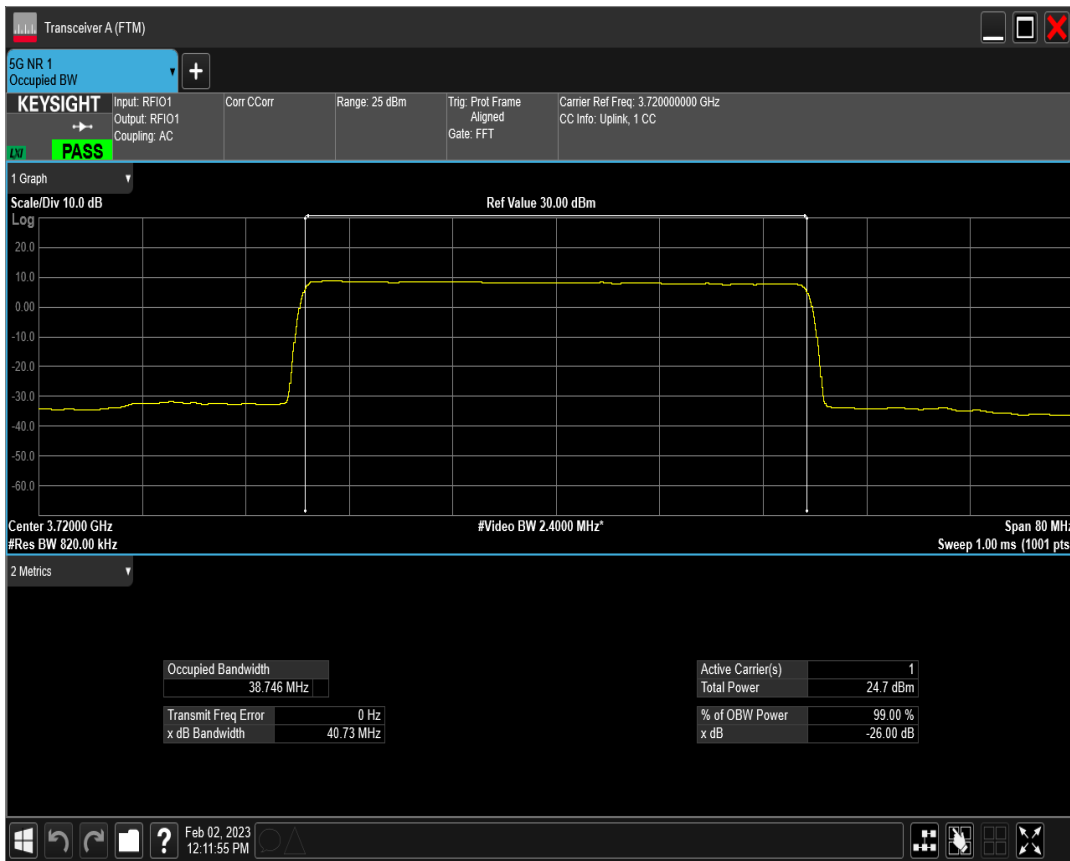 Transceiver A (FTM)
5G NR 1
Occupied BW
+
KEYSIGHT
LXI
PASS
Input: RFIO1
Output: RFIO1
Coupling: AC
Corr CCorr
Range: 25 dBm
Trig: Prot Frame
Aligned
Gate: FFT
Carrier Ref Freq: 3.720000000 GHz
CC Info: Uplink, 1 CC
1 Graph
Scale/Div 10.0 dB
Ref Value 30.00 dBm
Log
20.0
10.0
0.00
-10.0
-20.0
-30.0
-40.0
-50.0
-60.0
Center 3.72000 GHz
#Video BW 2.4000 MHz*
Span 80 MHz
#Res BW 820.00 kHz
Sweep 1.00 ms (1001 pts
2 Metrics
Occupied Bandwidth
38.746 MHz
Transmit Freq Error 0 Hz
x dB Bandwidth 40.73 MHz
Active Carrier(s) 1
Total Power 24.7 dBm
% of OBW Power 99.00 %
x dB -26.00 dB
?
Feb 02, 2023
12:11:55 PM